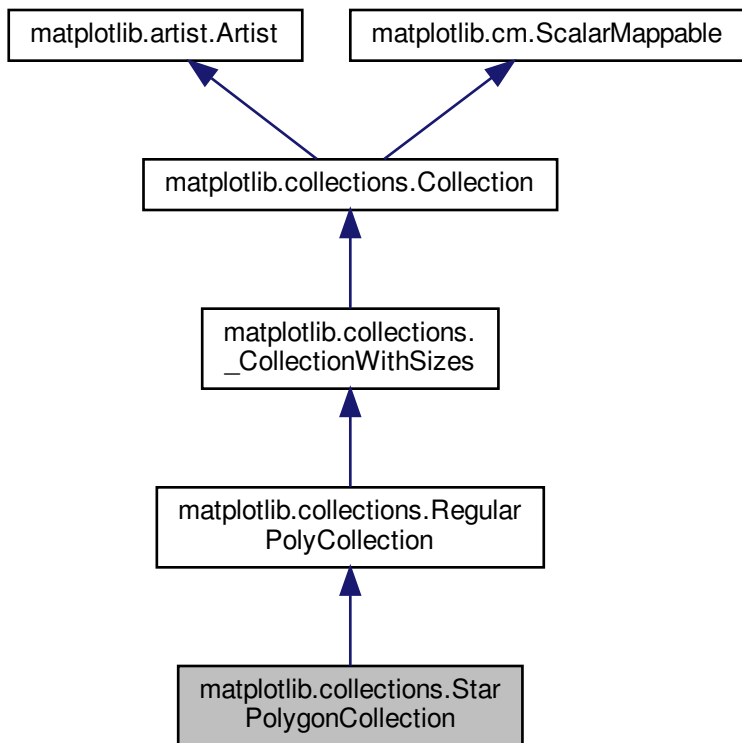 matplotlib.artist.Artist
matplotlib.cm.ScalarMappable
matplotlib.collections.Collection
matplotlib.collections.
_CollectionWithSizes
matplotlib.collections.Regular
PolyCollection
matplotlib.collections.Star
PolygonCollection